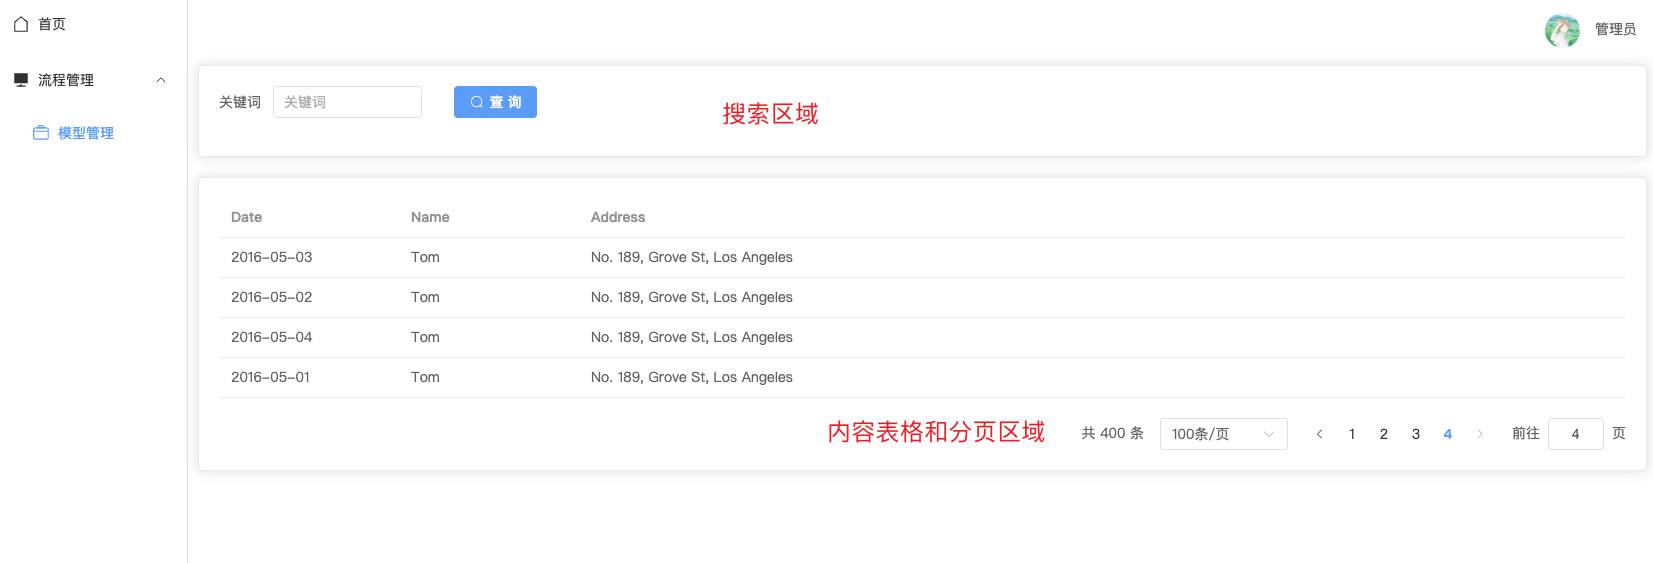 首页
管理员
流程管理
关键词 关键词 查 询
搜索区域
模型管理
Date Name Address
2016-05-03 Tom No. 189, Grove St, Los Angeles
2016-05-02 Tom No. 189, Grove St, Los Angeles
2016-05-04 Tom No. 189, Grove St, Los Angeles
2016-05-01 Tom No. 189, Grove St, Los Angeles
内容表格和分页区域
共 400 条 100条/页 1 2 3 4 前往 4 页